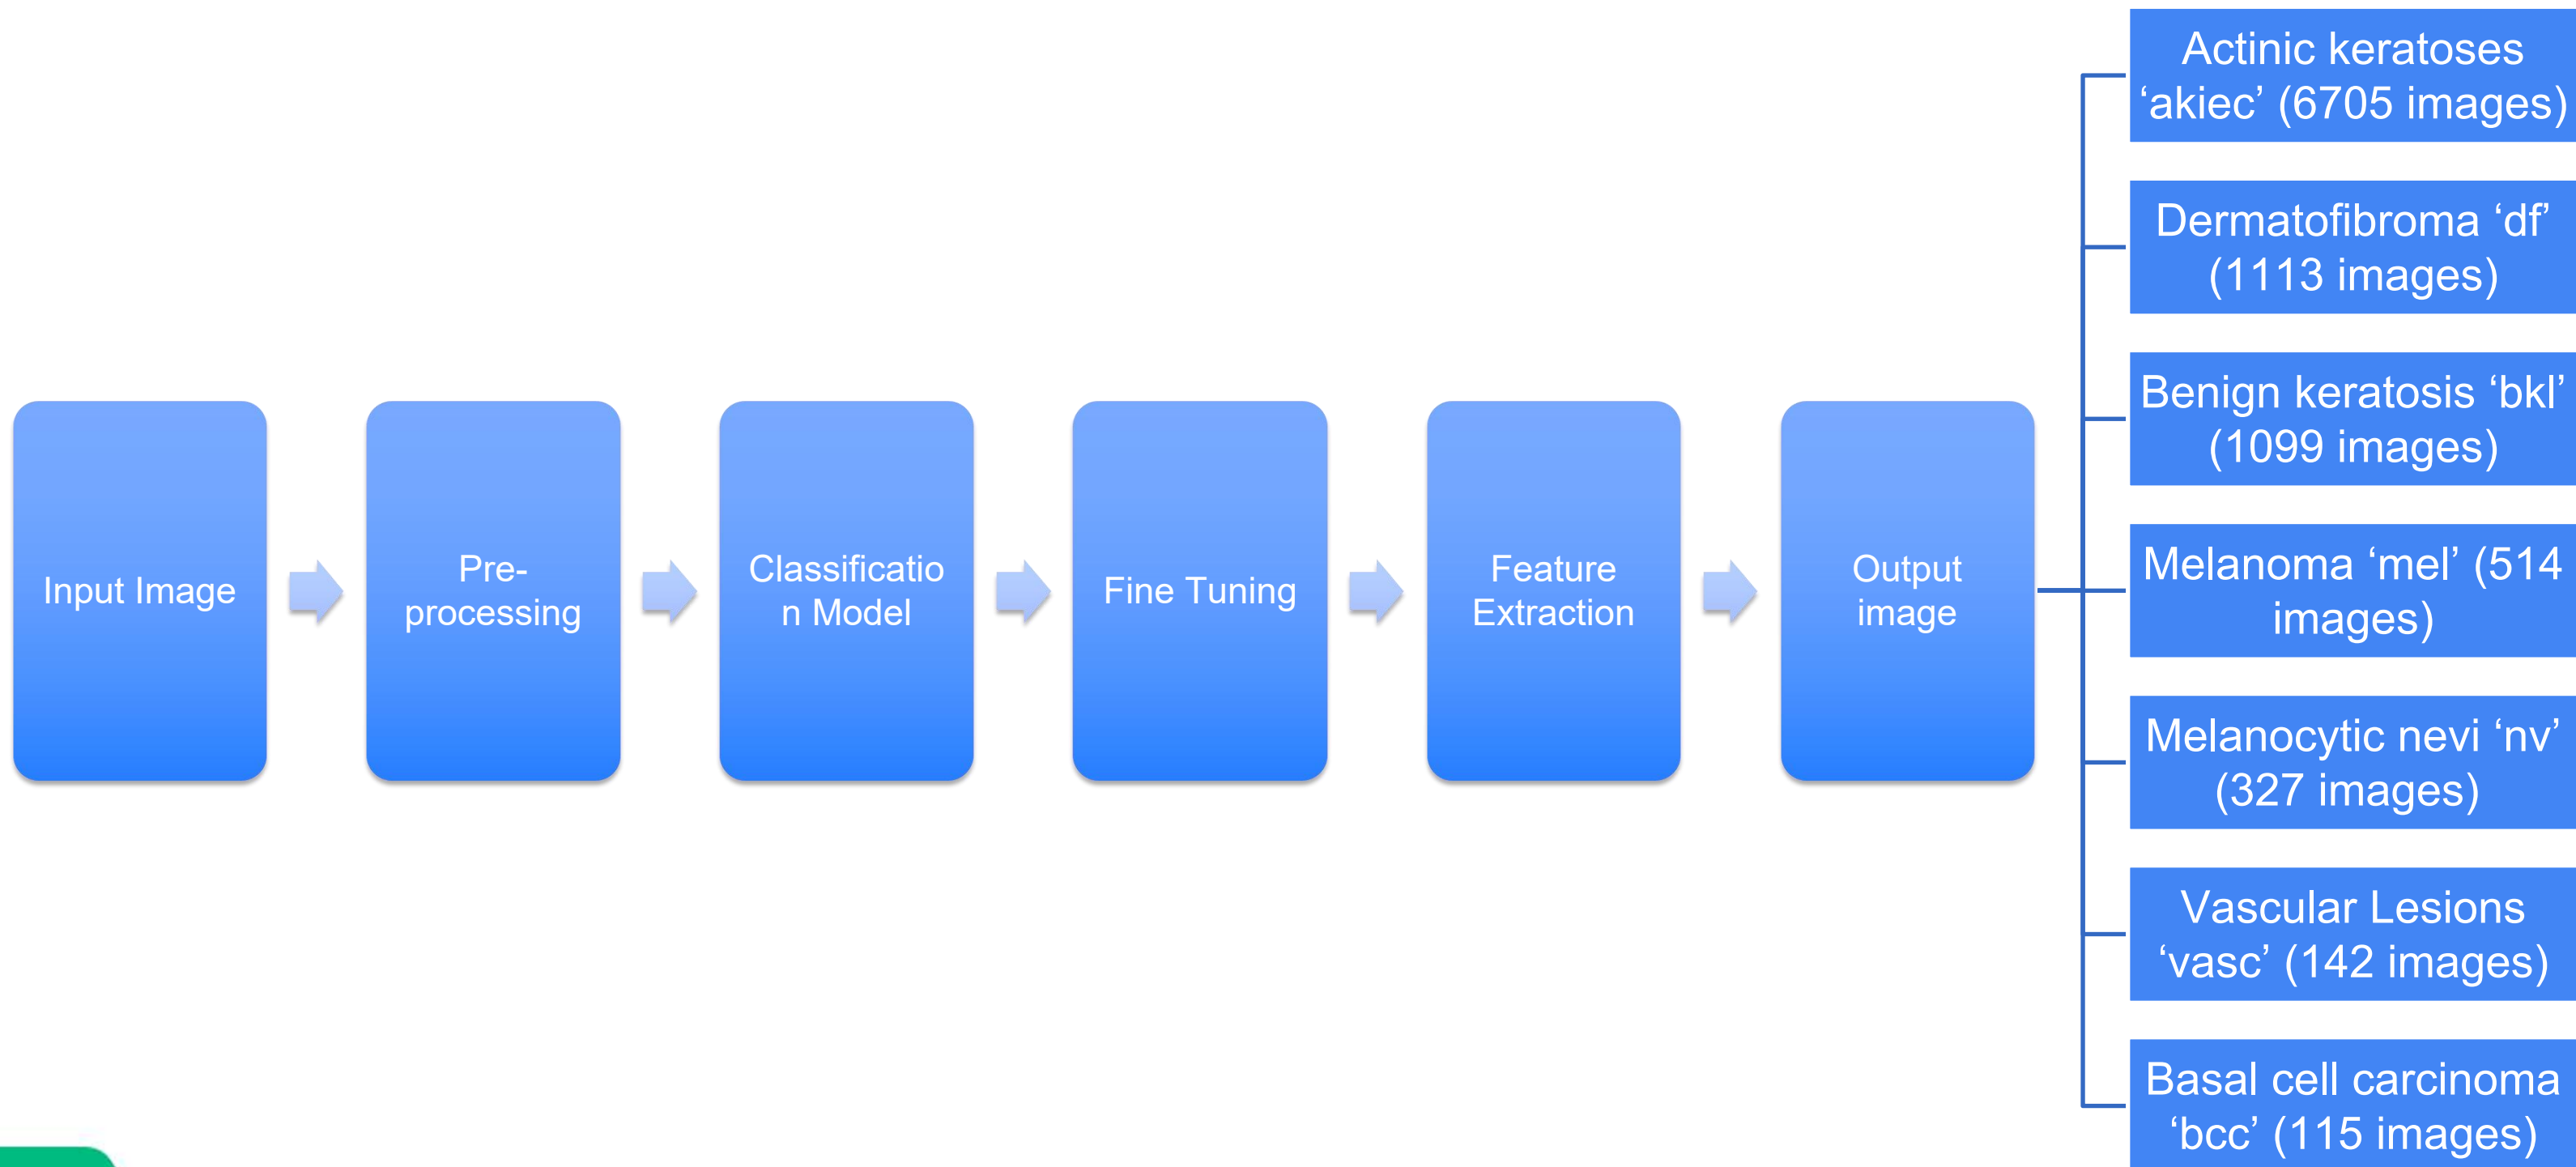 Input Image
Pre-
processing
Classificatio
n Model
Fine Tuning
Feature
Extraction
Output
image
Actinic keratoses
‘akiec’ (6705 images)
Dermatofibroma ‘df’
(1113 images)
Benign keratosis ‘bkl’
(1099 images)
Melanoma ‘mel’ (514
images)
Melanocytic nevi ‘nv’
(327 images)
Vascular Lesions
‘vasc’ (142 images)
Basal cell carcinoma
‘bcc’ (115 images)